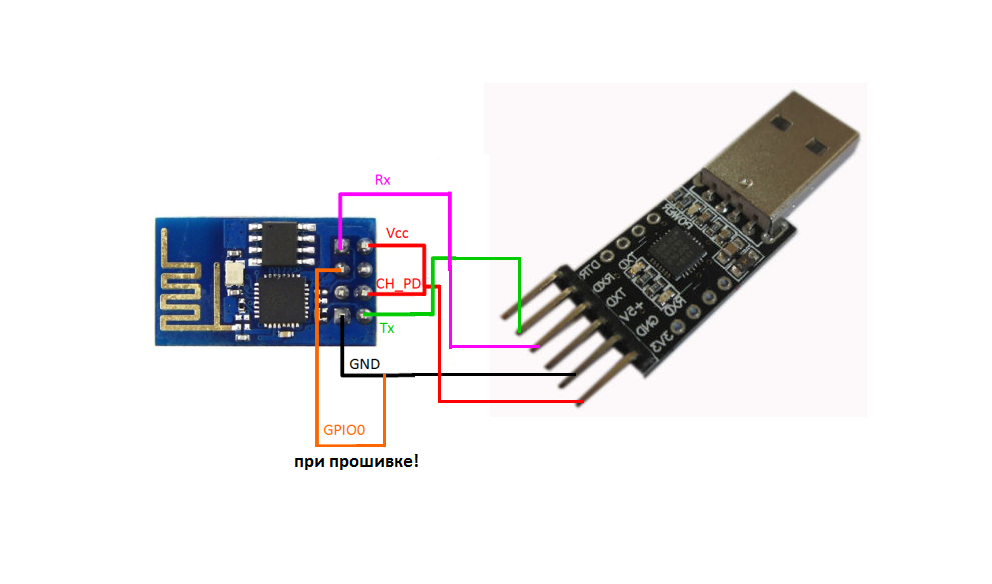 Rx
Vcc
CH_PD
Tx
GND
GPIO0
при прошивке!
POWER
TXD
RXD
DTR
RXD
TXD
+5V
GND
3V3